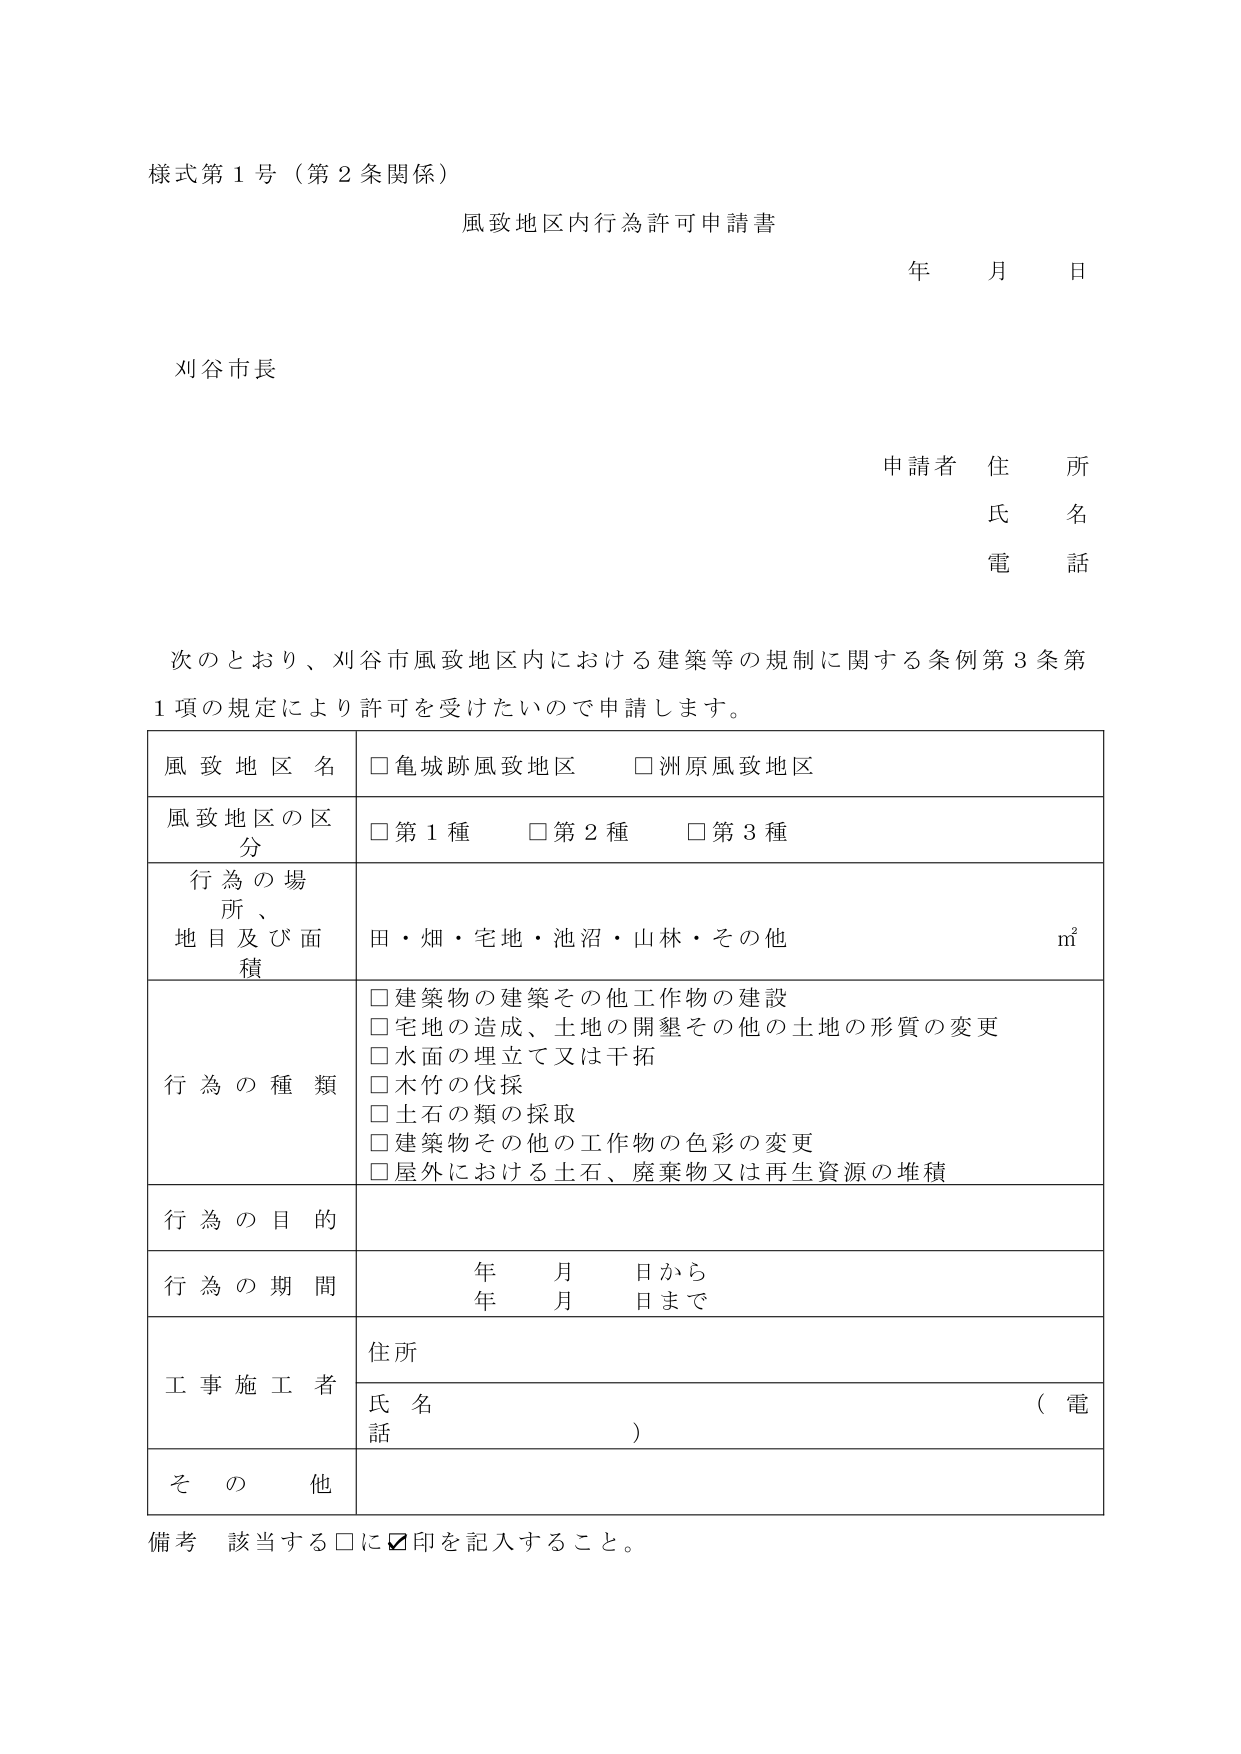 様式第１号（第２条関係）
風致地区内行為許可申請書
年　　月　　日
刈谷市長
申請者　住　　所
氏　　名
電　　話
次のとおり、刈谷市風致地区内における建築等の規制に関する条例第３条第
１項の規定により許可を受けたいので申請します。
風致地区名　□亀城跡風致地区　　□洲原風致地区
風致地区の区
分
□第１種　　□第２種　　□第３種
行為の場
所、
地目及び面
積
田・畑・宅地・池沼・山林・その他　　㎡
行為の種類
□建築物の建築その他工作物の建設
□宅地の造成、土地の開墾その他の土地の形質の変更
□水面の埋立て又は干拓
□木竹の伐採
□土石の類の採取
□建築物その他の工作物の色彩の変更
□屋外における土石、廃棄物又は再生資源の堆積
行為の目的
行為の期間
年　　月　　日から
年　　月　　日まで
工事施工者
住所
氏名　　（電
話　　）
その他
備考　該当する□に☑印を記入すること。